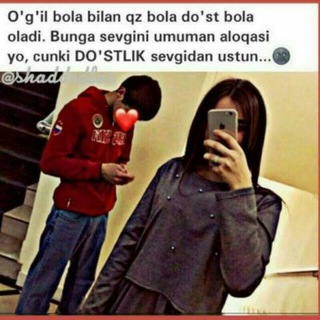 O'g'il bola bilan qz bola do'st bola
oladi. Bunga sevgini umuman aloqasi
yo, cunki DO'STLIK sevgidan ustun...